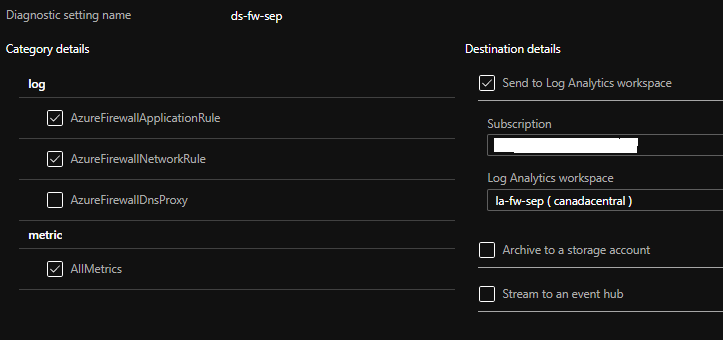 Diagnostic setting name
ds-fw-sep
Category details
log
AzureFirewallApplicationRule
AzureFirewallNetworkRule
AzureFirewallDnsProxy
metric
AllMetrics
Destination details
Send to Log Analytics workspace
Subscription
Log Analytics workspace
la-fw-sep ( canadacentral )
Archive to a storage account
Stream to an event hub